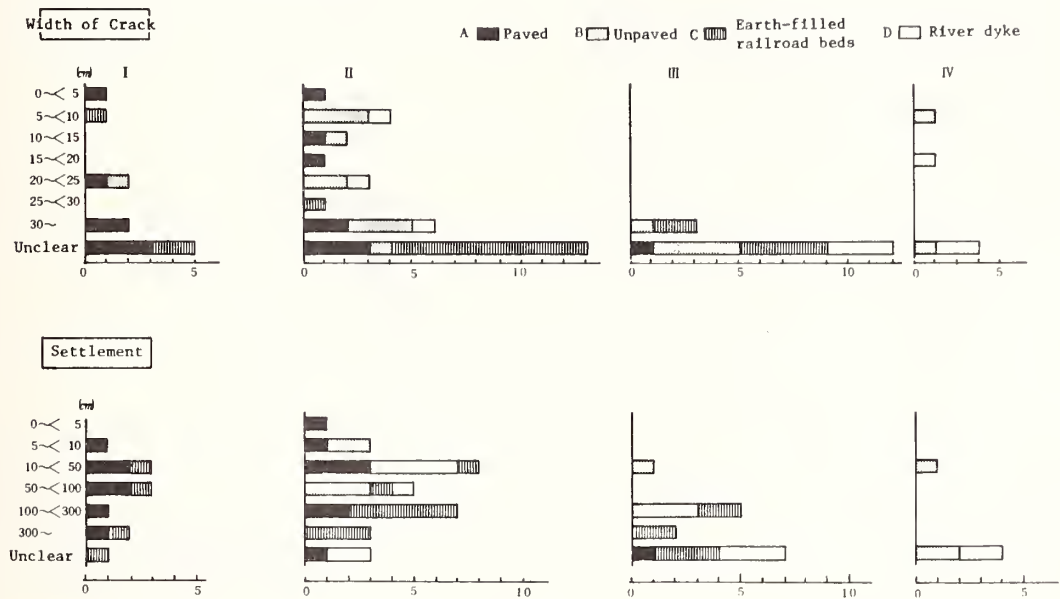 Width of Crack
A Paved B Unpaved C Earth-filled railroad beds D River dyke
(cm) I II III IV
0~< 5
5~< 10
10~< 15
15~< 20
20~< 25
25~< 30
30~
Unclear
0 5 0 5 10 0 5 10 0 5
Settlement
(cm)
0~< 5
5~< 10
10~< 50
50~< 100
100~< 300
300~
Unclear
0 5 0 5 10 0 5 10 0 5